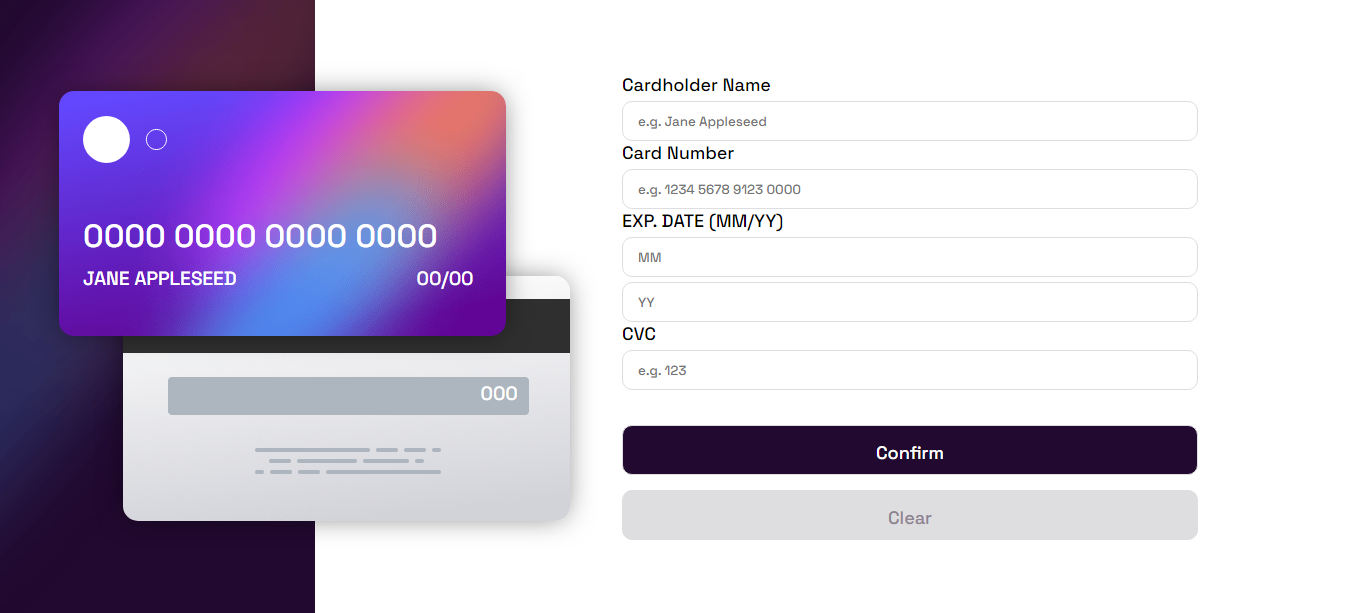 0000 0000 0000 0000
JANE APPLESEED 00/00
000
Cardholder Name
e.g. Jane Appleseed
Card Number
e.g. 1234 5678 9123 0000
EXP. DATE (MM/YY)
MM
YY
CVC
e.g. 123
Confirm
Clear